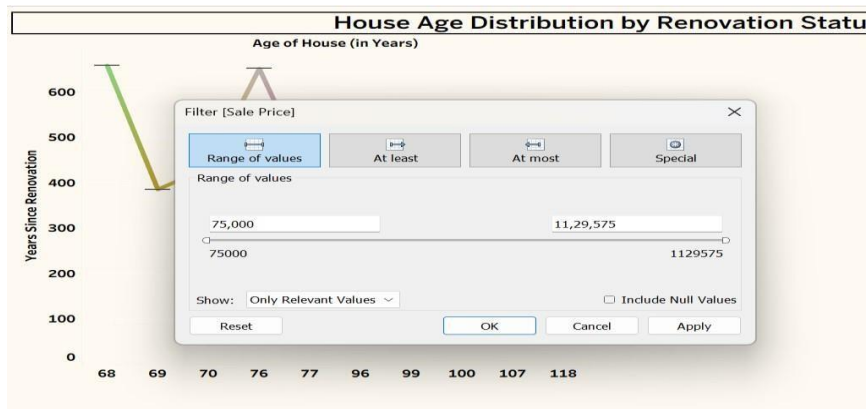 House Age Distribution by Renovation Statu
Age of House (in Years)
Years Since Renovation
600
500
400
300
200
100
0
68 69 70 76 77 96 99 100 107 118
Filter [Sale Price]
Range of values At least At most Special
Range of values
75,000 11,29,575
75000 1129575
Show: Only Relevant Values Include Null Values
Reset OK Cancel Apply